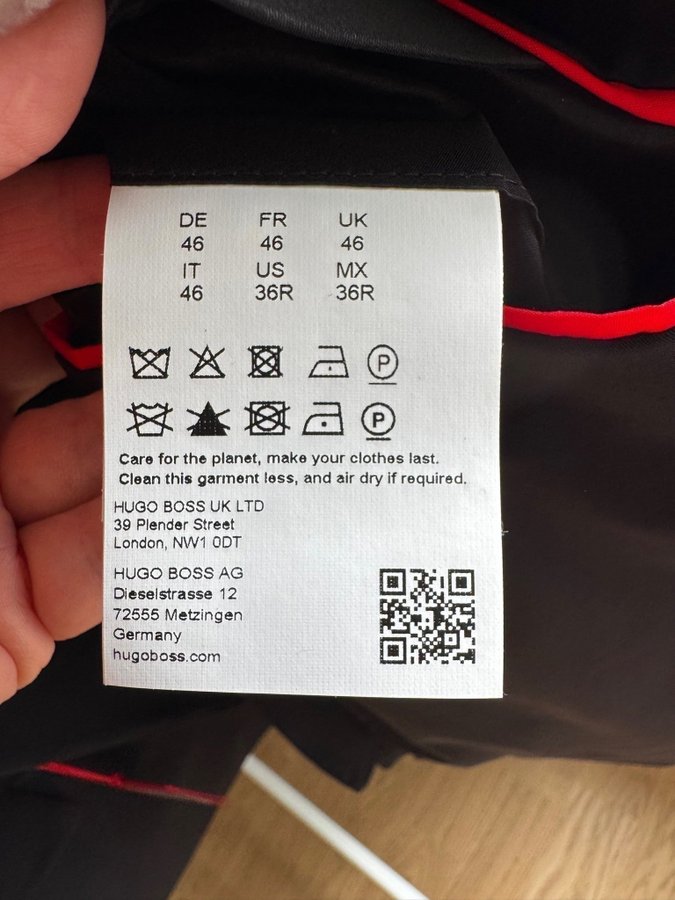 DE FR UK
46 46 46
IT US MX
46 36R 36R
P
P
Care for the planet, make your clothes last.
Clean this garment less, and air dry if required.
HUGO BOSS UK LTD
39 Plender Street
London, NW1 0DT
HUGO BOSS AG
Dieselstrasse 12
72555 Metzingen
Germany
hugoboss.com